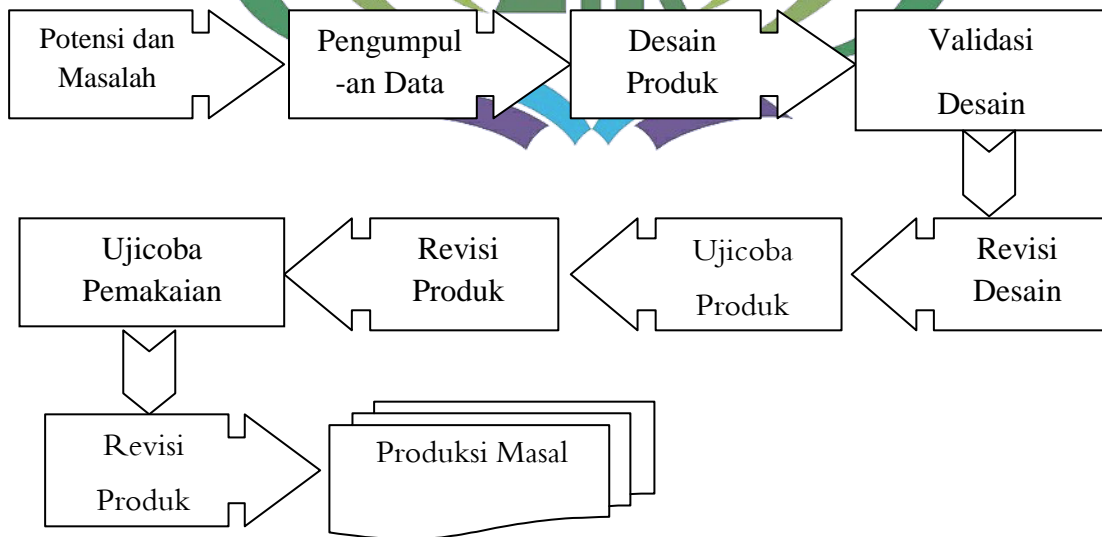 Potensi dan
Masalah
Pengumpul
-an Data
Desain
Produk
Validasi
Desain
Revisi
Desain
Ujicoba
Produk
Revisi
Produk
Ujicoba
Pemakaian
Revisi
Produk
Produksi Masal